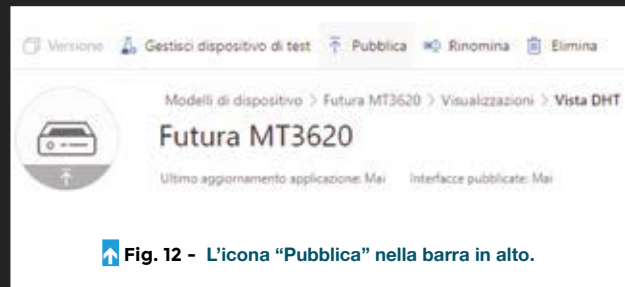 Versione Gestisci dispositivo di test Pubblica Rinomina Elimina
Modelli di dispositivo > Futura MT3620 > Visualizzazioni > Vista DHT
Futura MT3620
Ultimo aggiornamento applicazione: Mai Interfacce pubblicate: Mai
Fig. 12 - L'icona “Pubblica” nella barra in alto.